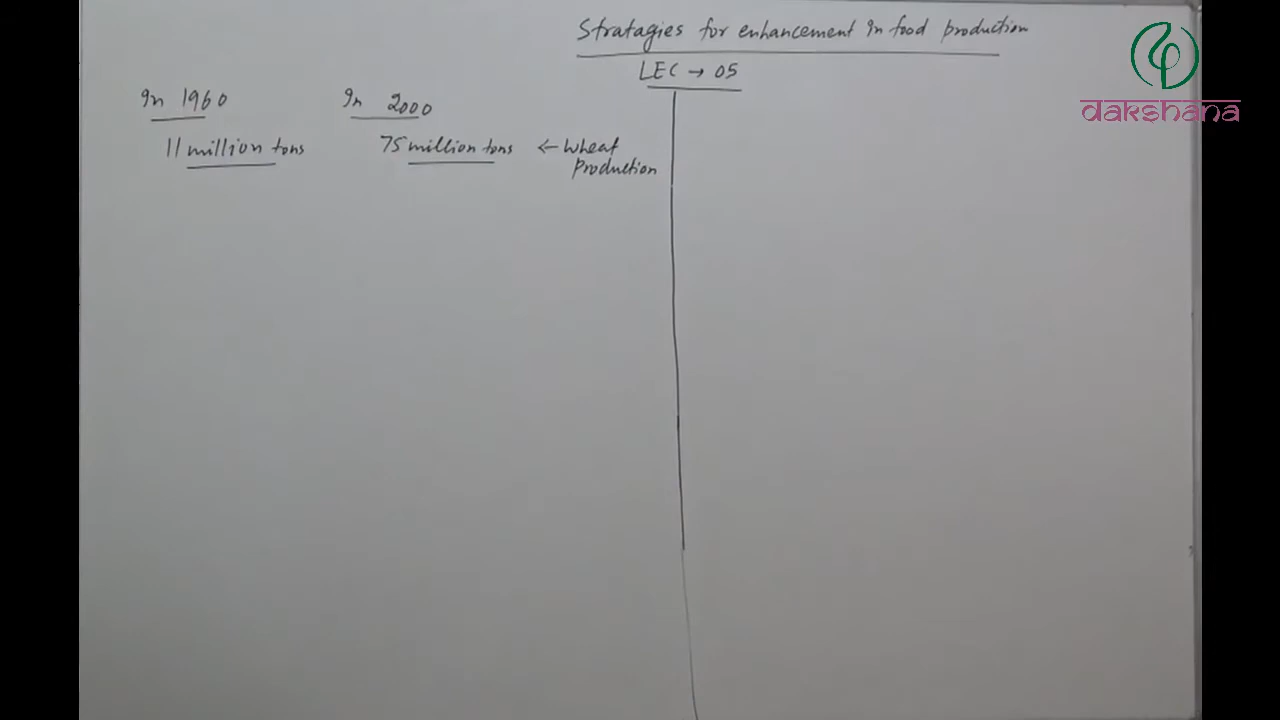 Stratagies for enhancement in food production
LEC → 05
dakshana
In 1960
In 2000
11 million tons
75 million tons
← Wheat
Production